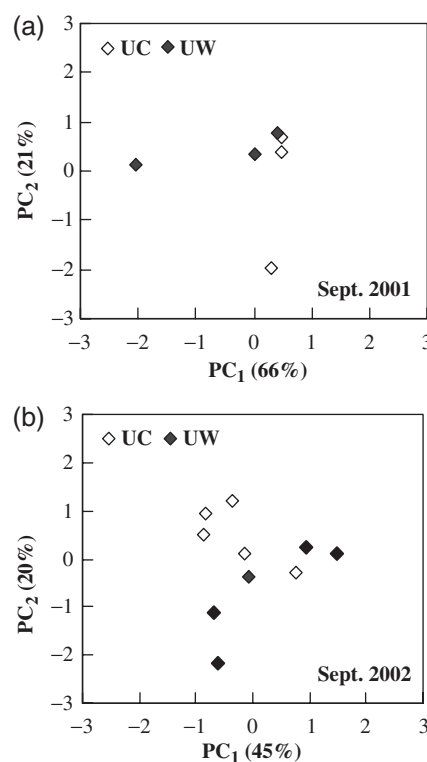 (a)
3
UC UW
2
1
0
−1
−2
−3
PC2 (21%)
Sept. 2001
−3 −2 −1 0 1 2 3
PC1 (66%)
(b)
3
UC UW
2
1
0
−1
−2
−3
PC2 (20%)
Sept. 2002
−3 −2 −1 0 1 2 3
PC1 (45%)